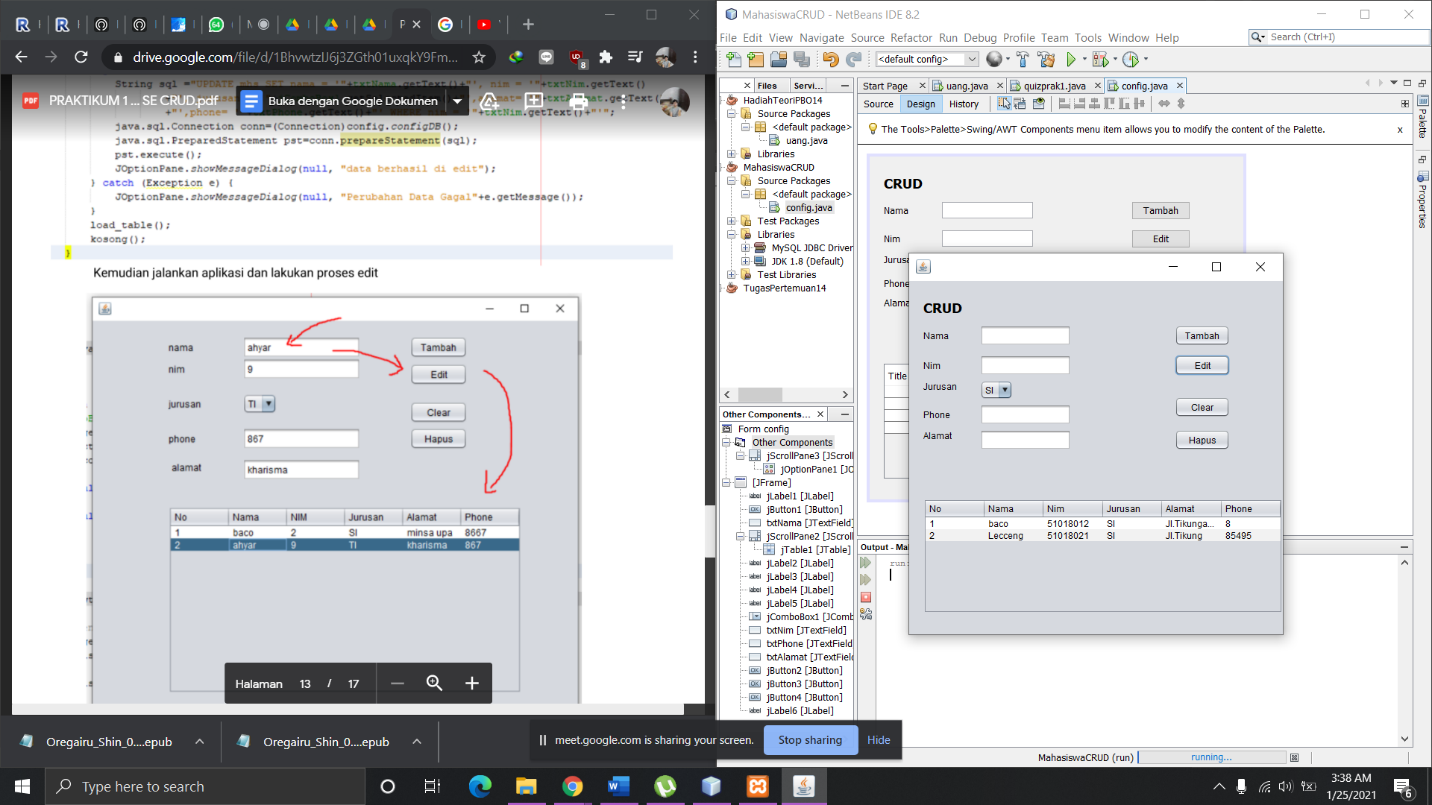 MahasiswaCRUD - NetBeans IDE 8.2
drive.google.com/file/d/1BhvwtzlJ6j3ZGth01uxqkY9Fm...
8
File Edit View Navigate Source Refactor Run Debug Profile Team Tools Window Help
Search (Ctrl+I)
<default config>
PRAKTIKUM 1 ... SE CRUD.pdf
Buka dengan Google Dokumen
java.sql.Connection conn=(Connection)config.configDB();
java.sql.PreparedStatement pst=conn.prepareStatement(sql);
pst.execute();
JOptionPane.showMessageDialog(null, "data berhasil di edit");
} catch (Exception e) {
JOptionPane.showMessageDialog(null, "Perubahan Data Gagal"+e.getMessage());
}
load_table();
kosong();
}
Kemudian jalankan aplikasi dan lakukan proses edit
nama ahyar Tambah
nim 9 Edit
jurusan TI Clear
phone 867 Hapus
alamat kharisma
No Nama NIM Jurusan Alamat Phone
1 baco 2 SI minsa upa 8667
2 ahyar 9 TI kharisma 867
Halaman 13 / 17
Files Servi...
HadiahTeoriPBO14
Source Packages
<default package>
uang.java
Libraries
MahasiswaCRUD
Source Packages
<default package>
config.java
Test Packages
Libraries
MySQL JDBC Driver
JDK 1.8 (Default)
Test Libraries
TugasPertemuan14
Other Components...
Form config
Other Components
jScrollPane3 [JScroll
jOptionPane1 [JO
[JFrame]
jLabel1 [JLabel]
jButton1 [JButton]
txtNama [JTextField]
jScrollPane2 [JScroll
jTable1 [JTable]
jLabel2 [JLabel]
jLabel3 [JLabel]
jLabel4 [JLabel]
jLabel5 [JLabel]
jComboBox1 [JCombo
txtNim [JTextField]
txtPhone [JTextField]
txtAlamat [JTextField
jButton2 [JButton]
jButton3 [JButton]
jButton4 [JButton]
jLabel6 [JLabel]
Start Page uang.java quizprak1.java config.java
Source Design History
The Tools>Palette>Swing/AWT Components menu item allows you to modify the content of the Palette. x
Palette
Properties
CRUD
Nama Tambah
Nim Edit
Jurusa
Phone
Alama
Title
CRUD
Nama Tambah
Nim Edit
Jurusan SI
Phone Clear
Alamat Hapus
No Nama Nim Jurusan Alamat Phone
1 baco 51018012 SI Jl.Tikunga... 8
2 Lecceng 51018021 SI Jl.Tikung 85495
Output - Ma
run:
MahasiswaCRUD (run) running...
Oregairu_Shin_0....epub
Oregairu_Shin_0....epub
meet.google.com is sharing your screen. Stop sharing Hide
Type here to search
3:38 AM
1/25/2021
6